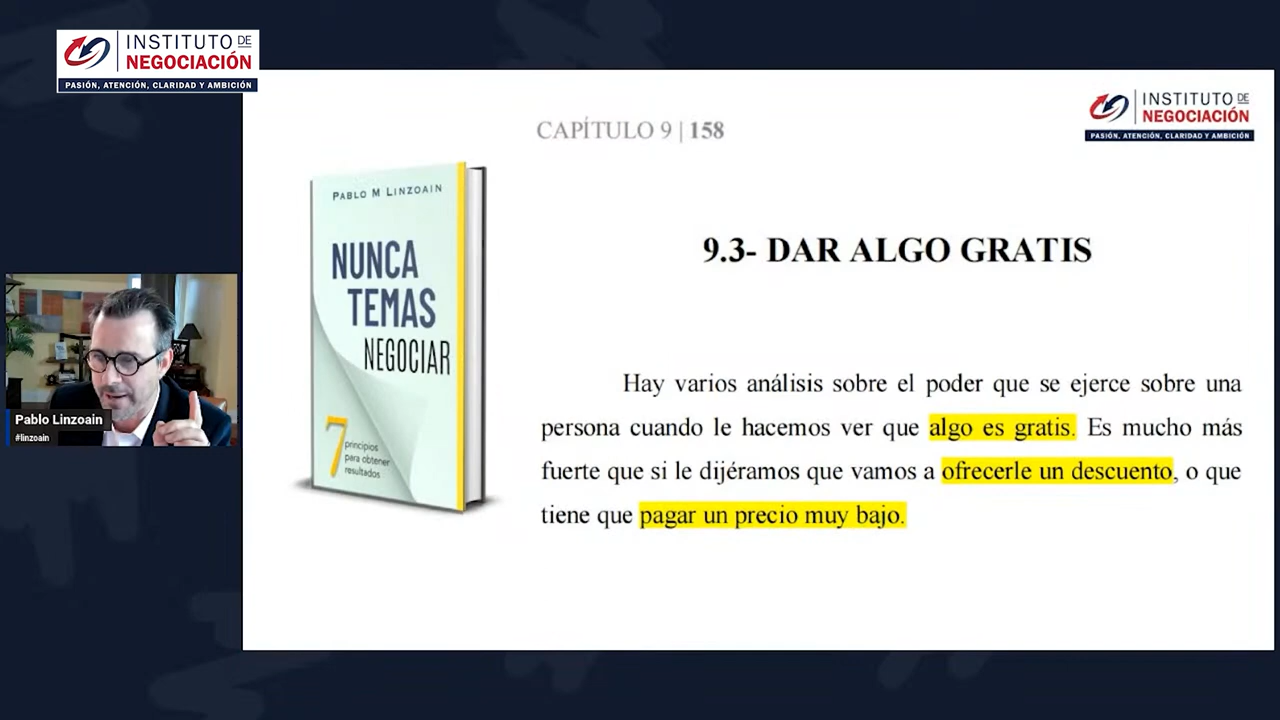 INSTITUTO DE
NEGOCIACIÓN
PASIÓN, ATENCIÓN, CLARIDAD Y AMBICIÓN
INSTITUTO DE
NEGOCIACIÓN
PASIÓN, ATENCIÓN, CLARIDAD Y AMBICIÓN
CAPÍTULO 9 | 158
PABLO M LINZOAIN
NUNCA
TEMAS
NEGOCIAR
7 principios
para obtener
resultados
9.3- DAR ALGO GRATIS
Hay varios análisis sobre el poder que se ejerce sobre una
persona cuando le hacemos ver que algo es gratis. Es mucho más
fuerte que si le dijéramos que vamos a ofrecerle un descuento, o que
tiene que pagar un precio muy bajo.
Pablo Linzoain
#linzoain